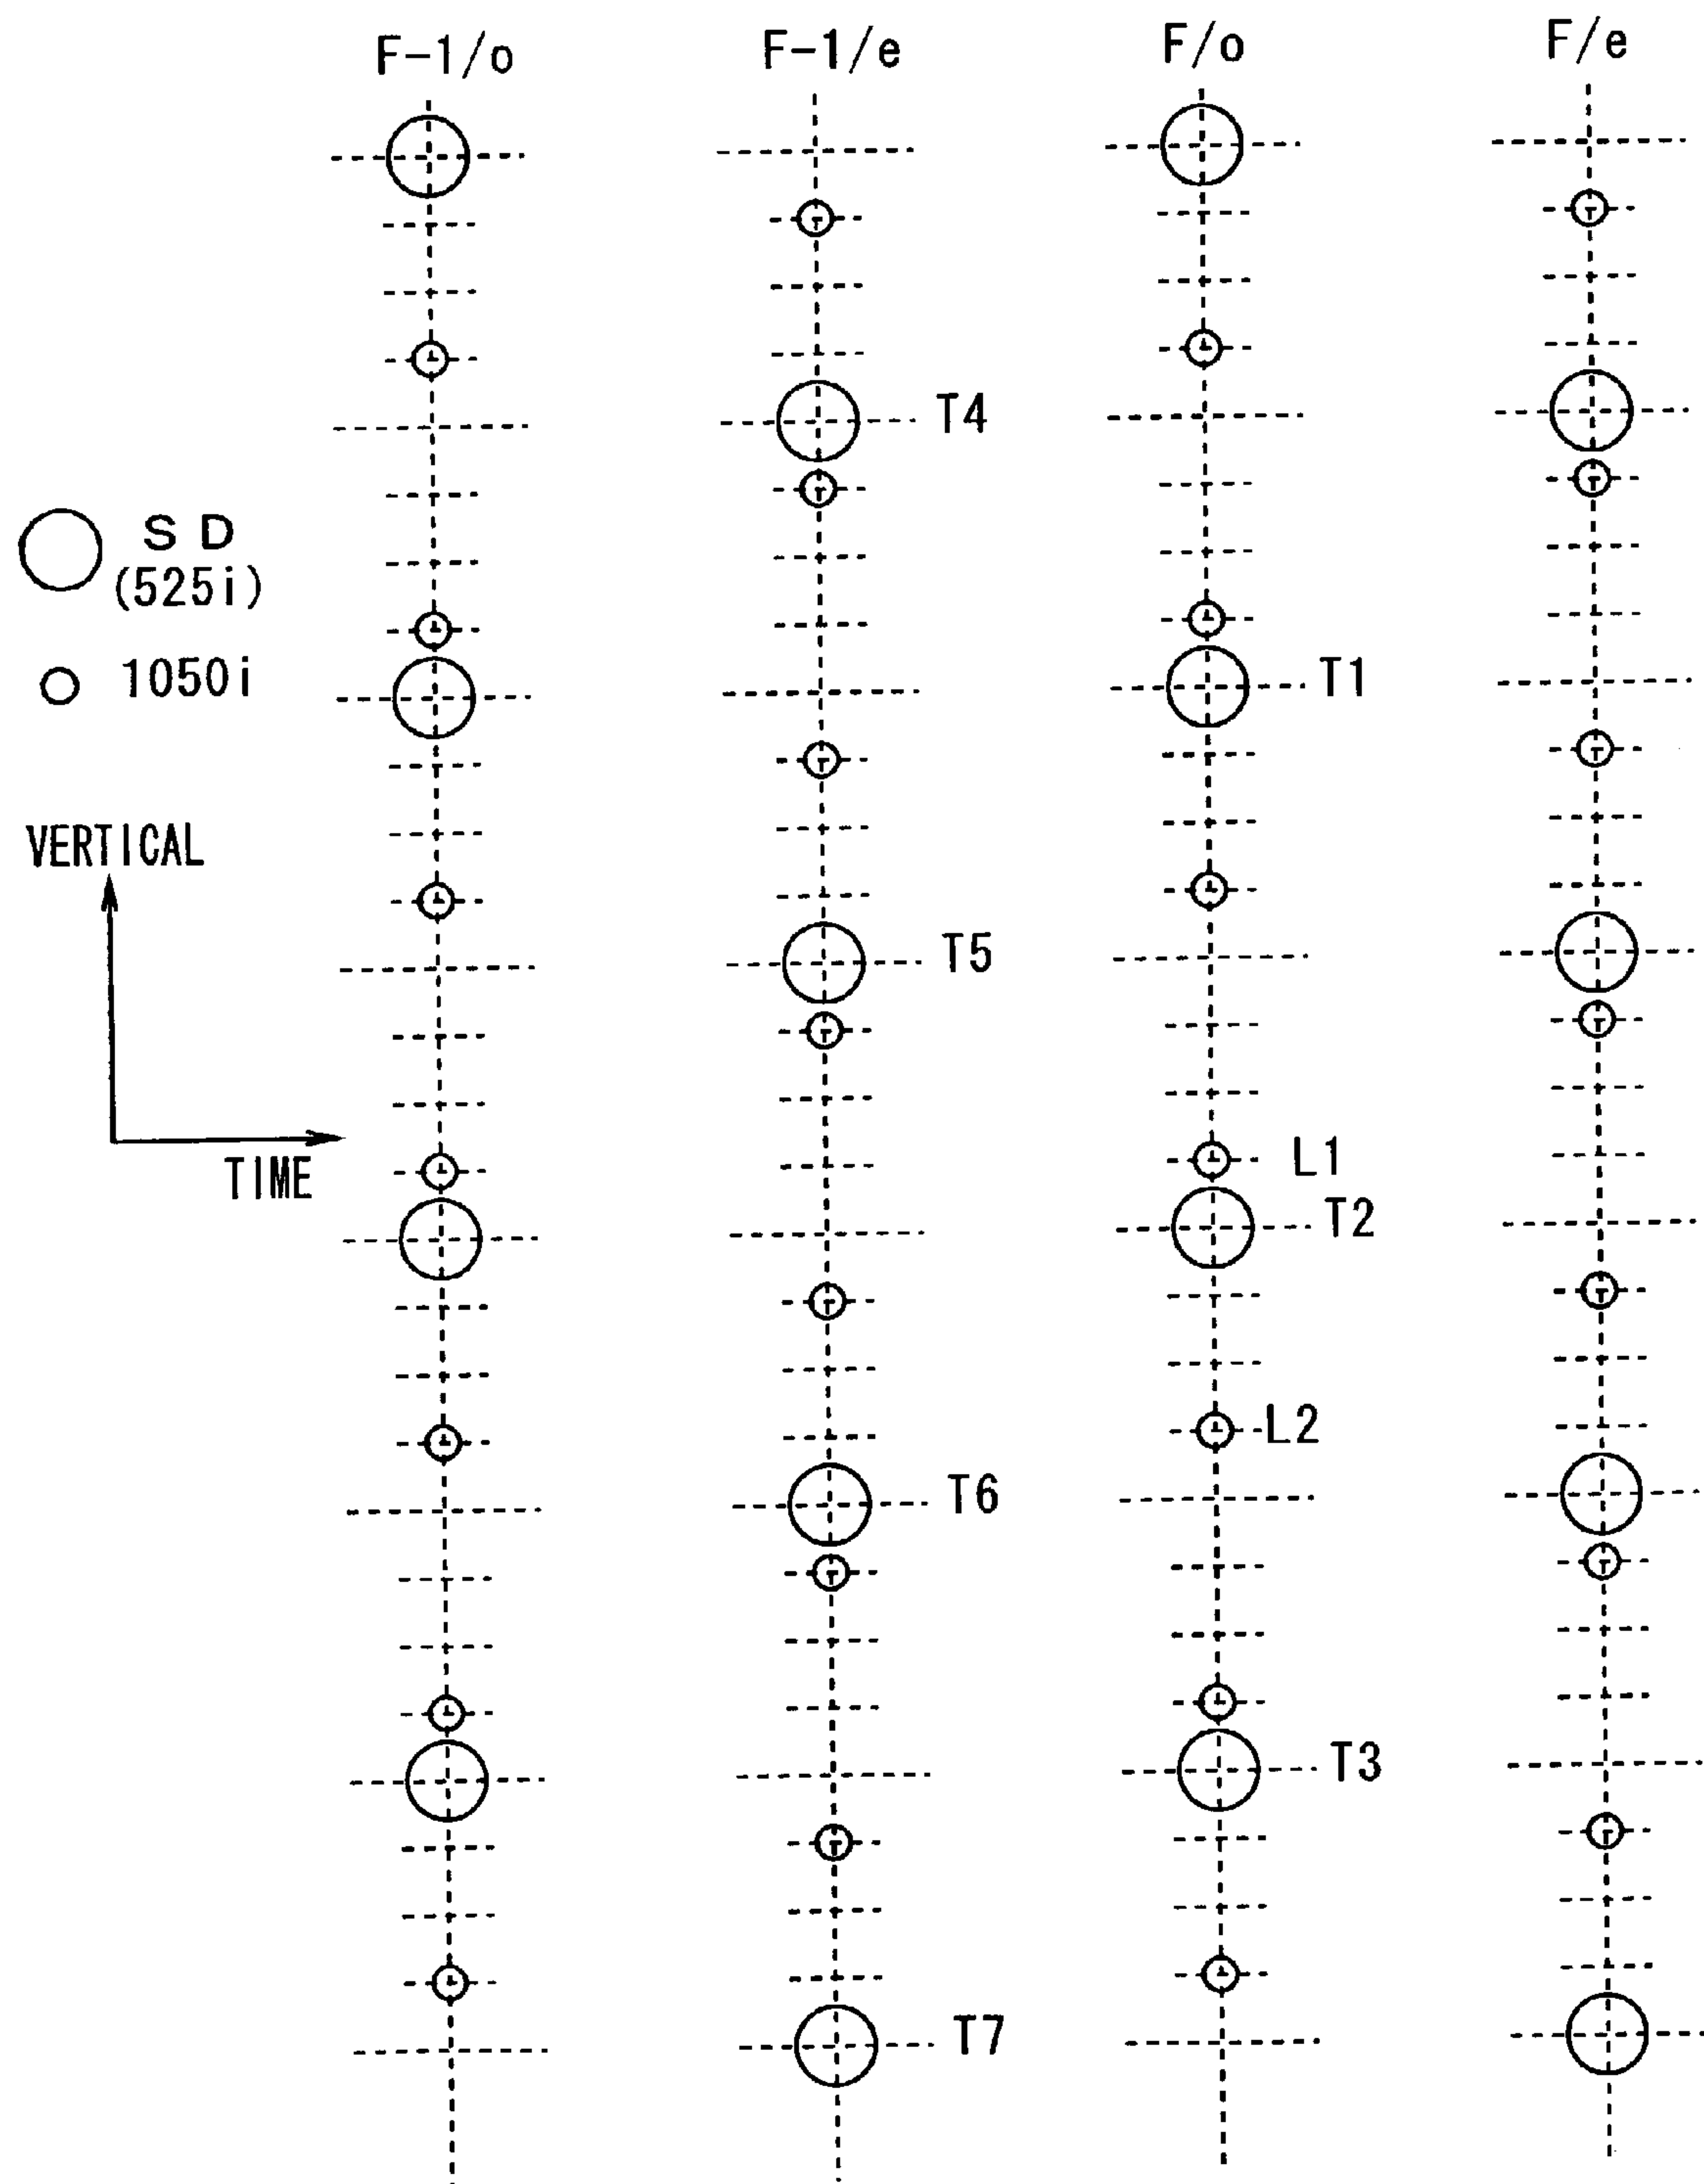 F-1/o F-1/e F/o F/e
T4
SD
(525i)
1050i
T1
VERTICAL
T5
L1
TIME
T2
L2
T6
T3
T7